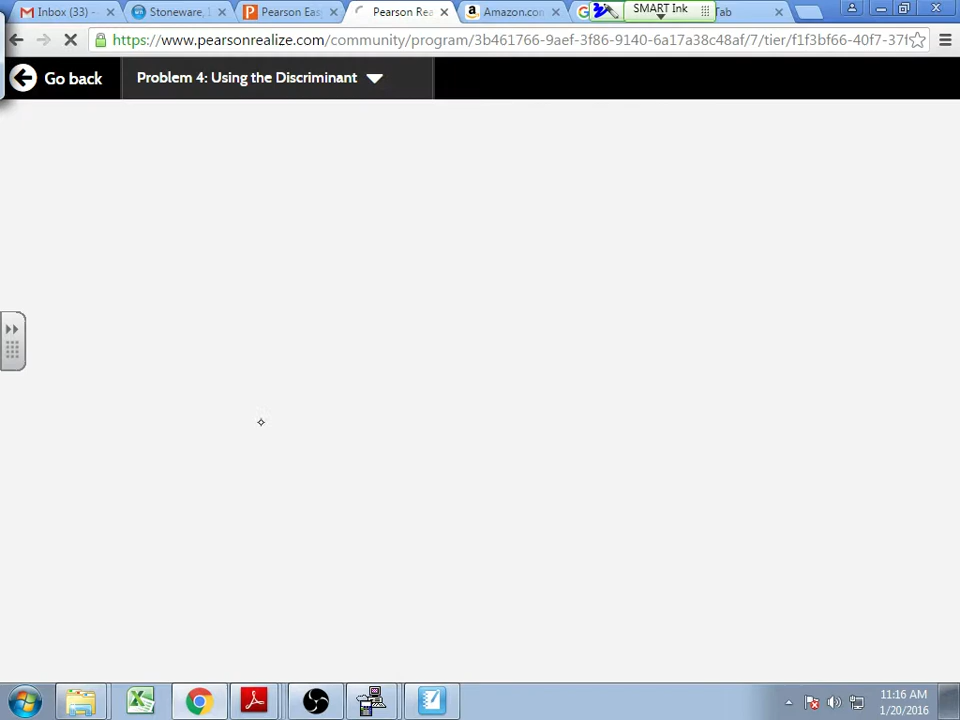 Inbox (33) -
Stoneware, 
Pearson Eas
Pearson Rea
Amazon.com
SMART Ink
Tab
https://www.pearsonrealize.com/community/program/3b461766-9aef-3f86-9140-6a17a38c48af/7/tier/f1f3bf66-40f7-37f
Go back
Problem 4: Using the Discriminant
11:16 AM
1/20/2016